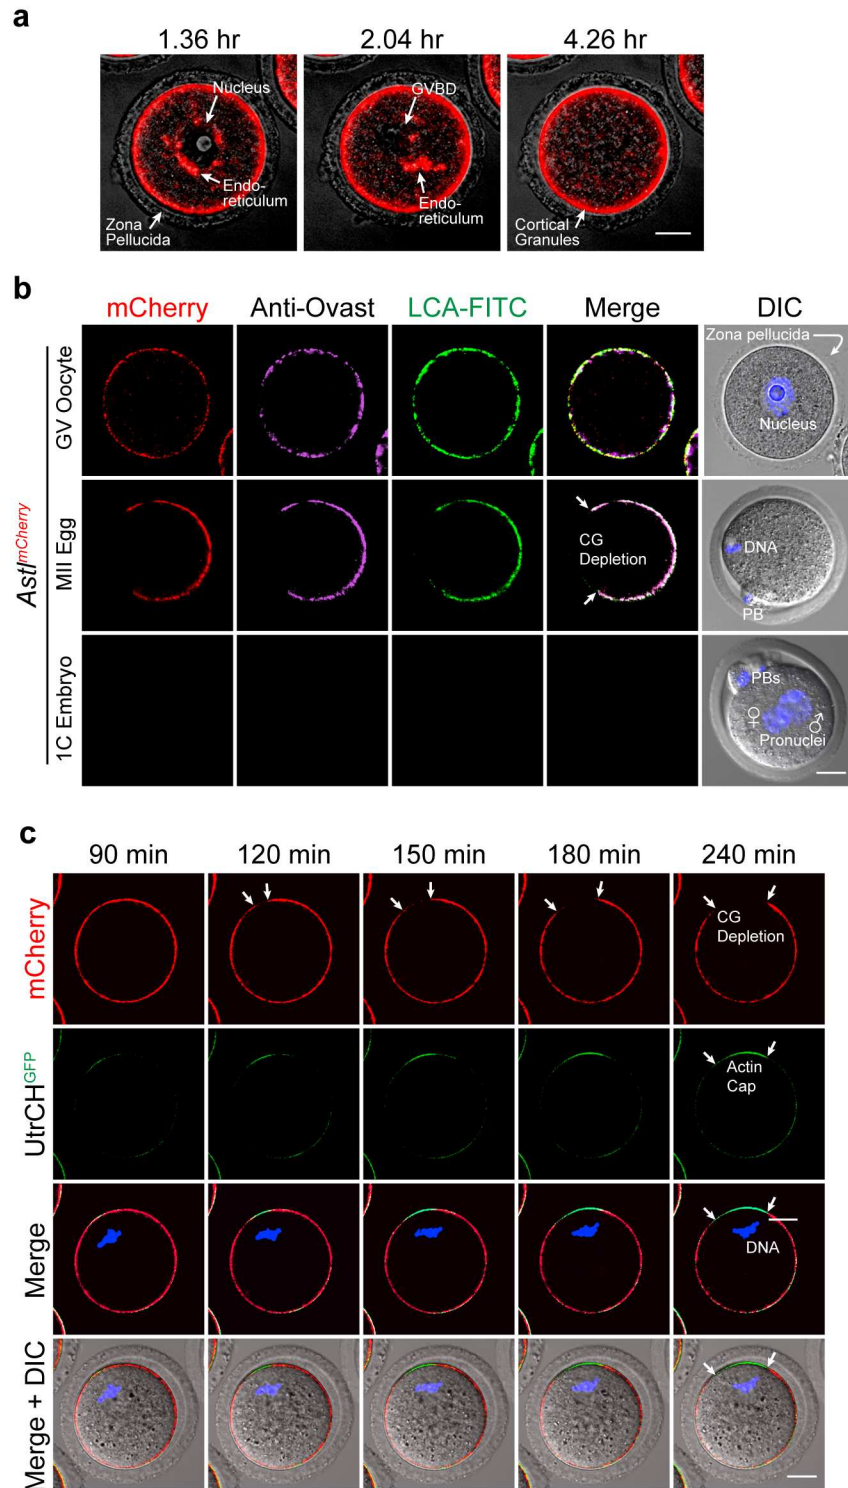 a
1.36 hr 2.04 hr 4.26 hr
Nucleus
Endo-
reticulum
Zona
Pellucida
GVBD
Endo-
reticulum
Cortical
Granules
b
mCherry Anti-Ovast LCA-FITC Merge DIC
Astl^mCherry
GV Oocyte
Zona pellucida
Nucleus
MII Egg
CG
Depletion
DNA
PB
1C Embryo
PBs
♀ ♂
Pronuclei
c
90 min 120 min 150 min 180 min 240 min
mCherry
CG
Depletion
UtrCH^GFP
Actin
Cap
Merge
DNA
Merge + DIC